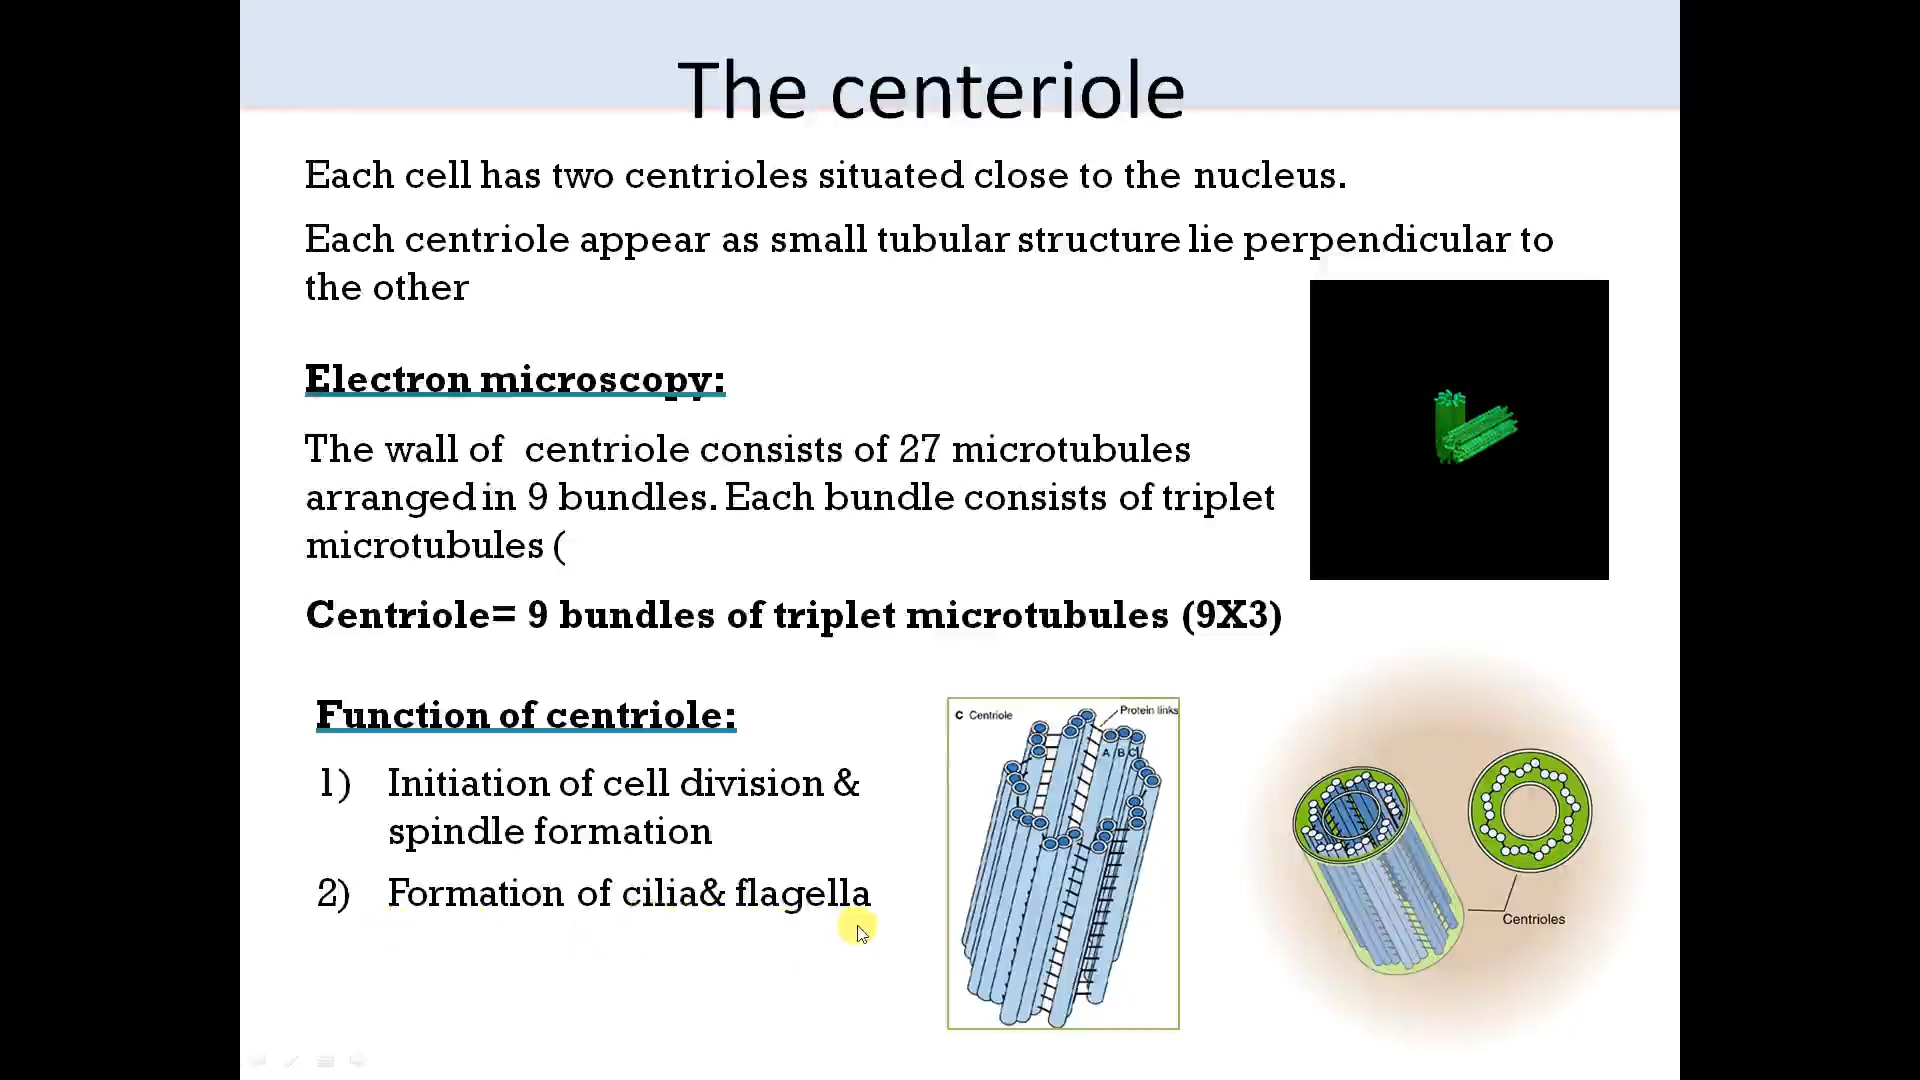 The centeriole
Each cell has two centrioles situated close to the nucleus.
Each centriole appear as small tubular structure lie perpendicular to
the other
Electron microscopy:
The wall of centriole consists of 27 microtubules
arranged in 9 bundles. Each bundle consists of triplet
microtubules (
Centriole= 9 bundles of triplet microtubules (9X3)
Function of centriole:
1) Initiation of cell division &
spindle formation
2) Formation of cilia& flagella
C Centriole
Protein links
A B C
Centrioles